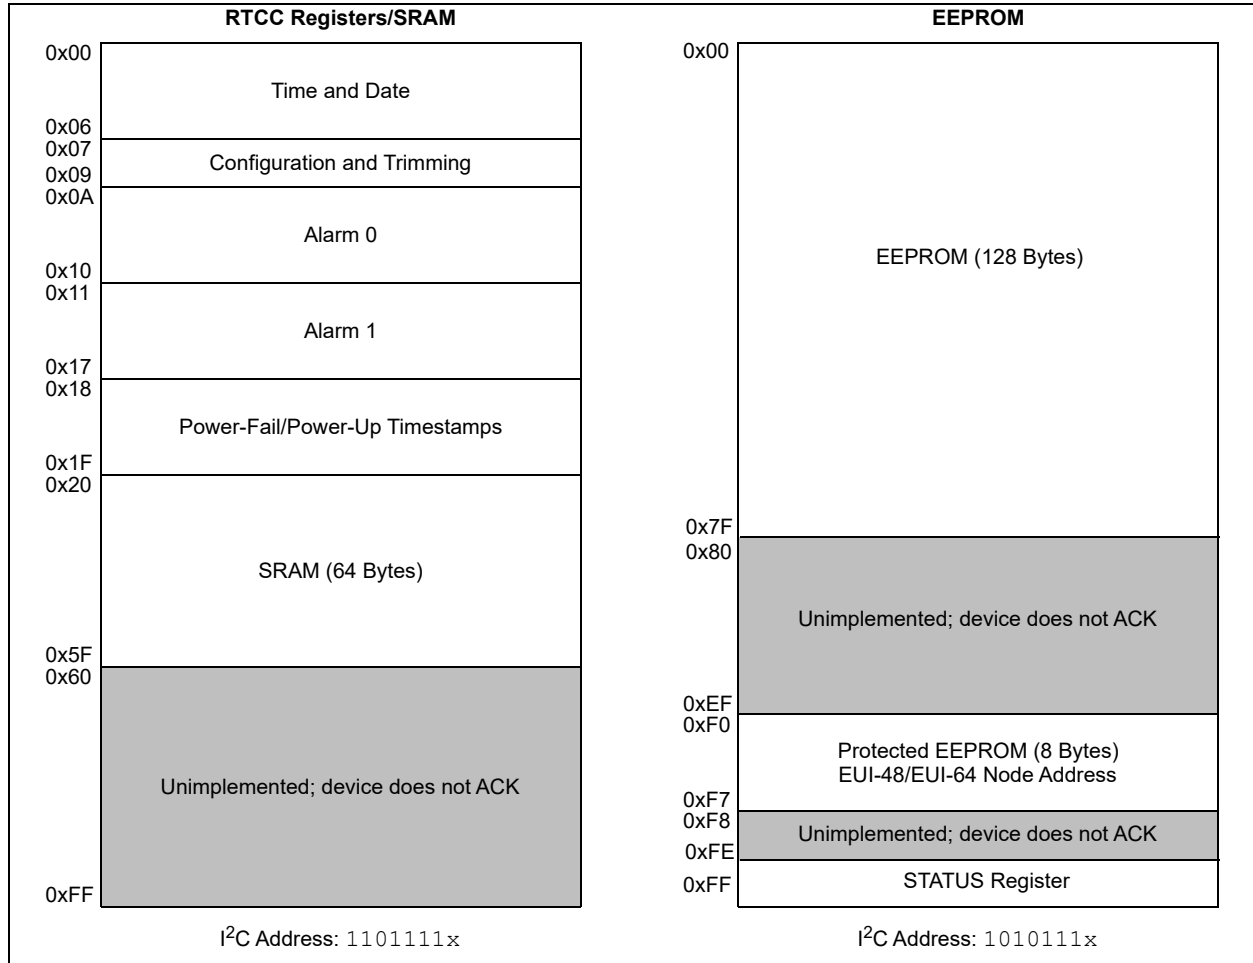 RTCC Registers/SRAM
0x00
Time and Date
0x06
0x07
Configuration and Trimming
0x09
0x0A
Alarm 0
0x10
0x11
Alarm 1
0x17
0x18
Power-Fail/Power-Up Timestamps
0x1F
0x20
SRAM (64 Bytes)
0x5F
0x60
Unimplemented; device does not ACK
0xFF
I²C Address: 1101111x
EEPROM
0x00
EEPROM (128 Bytes)
0x7F
0x80
Unimplemented; device does not ACK
0xEF
0xF0
Protected EEPROM (8 Bytes)
EUI-48/EUI-64 Node Address
0xF7
0xF8
Unimplemented; device does not ACK
0xFE
0xFF
STATUS Register
I²C Address: 1010111x